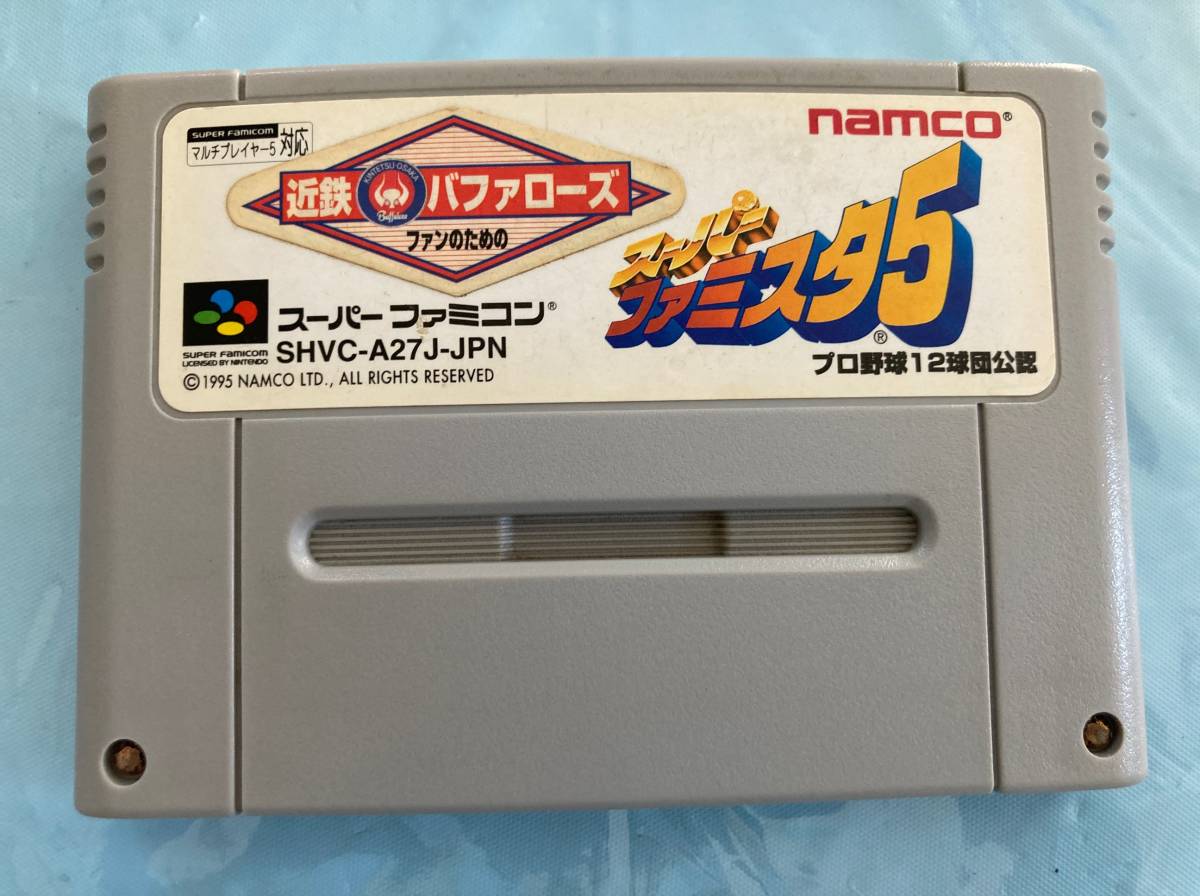 SUPER FAMICOM
マルチプレイヤー5 対応
KINTETSU・OSAKA
近鉄 バファローズ
Buffaloes
ファンのための
namco®
スーパー
ファミスタ5®
プロ野球12球団公認
スーパーファミコン®
SUPER FAMICOM
LICENSED BY NINTENDO
SHVC-A27J-JPN
©1995 NAMCO LTD., ALL RIGHTS RESERVED